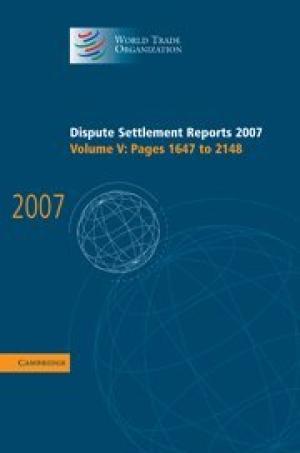 WORLD TRADE
ORGANIZATION
Dispute Settlement Reports 2007
Volume V: Pages 1647 to 2148
2007
CAMBRIDGE